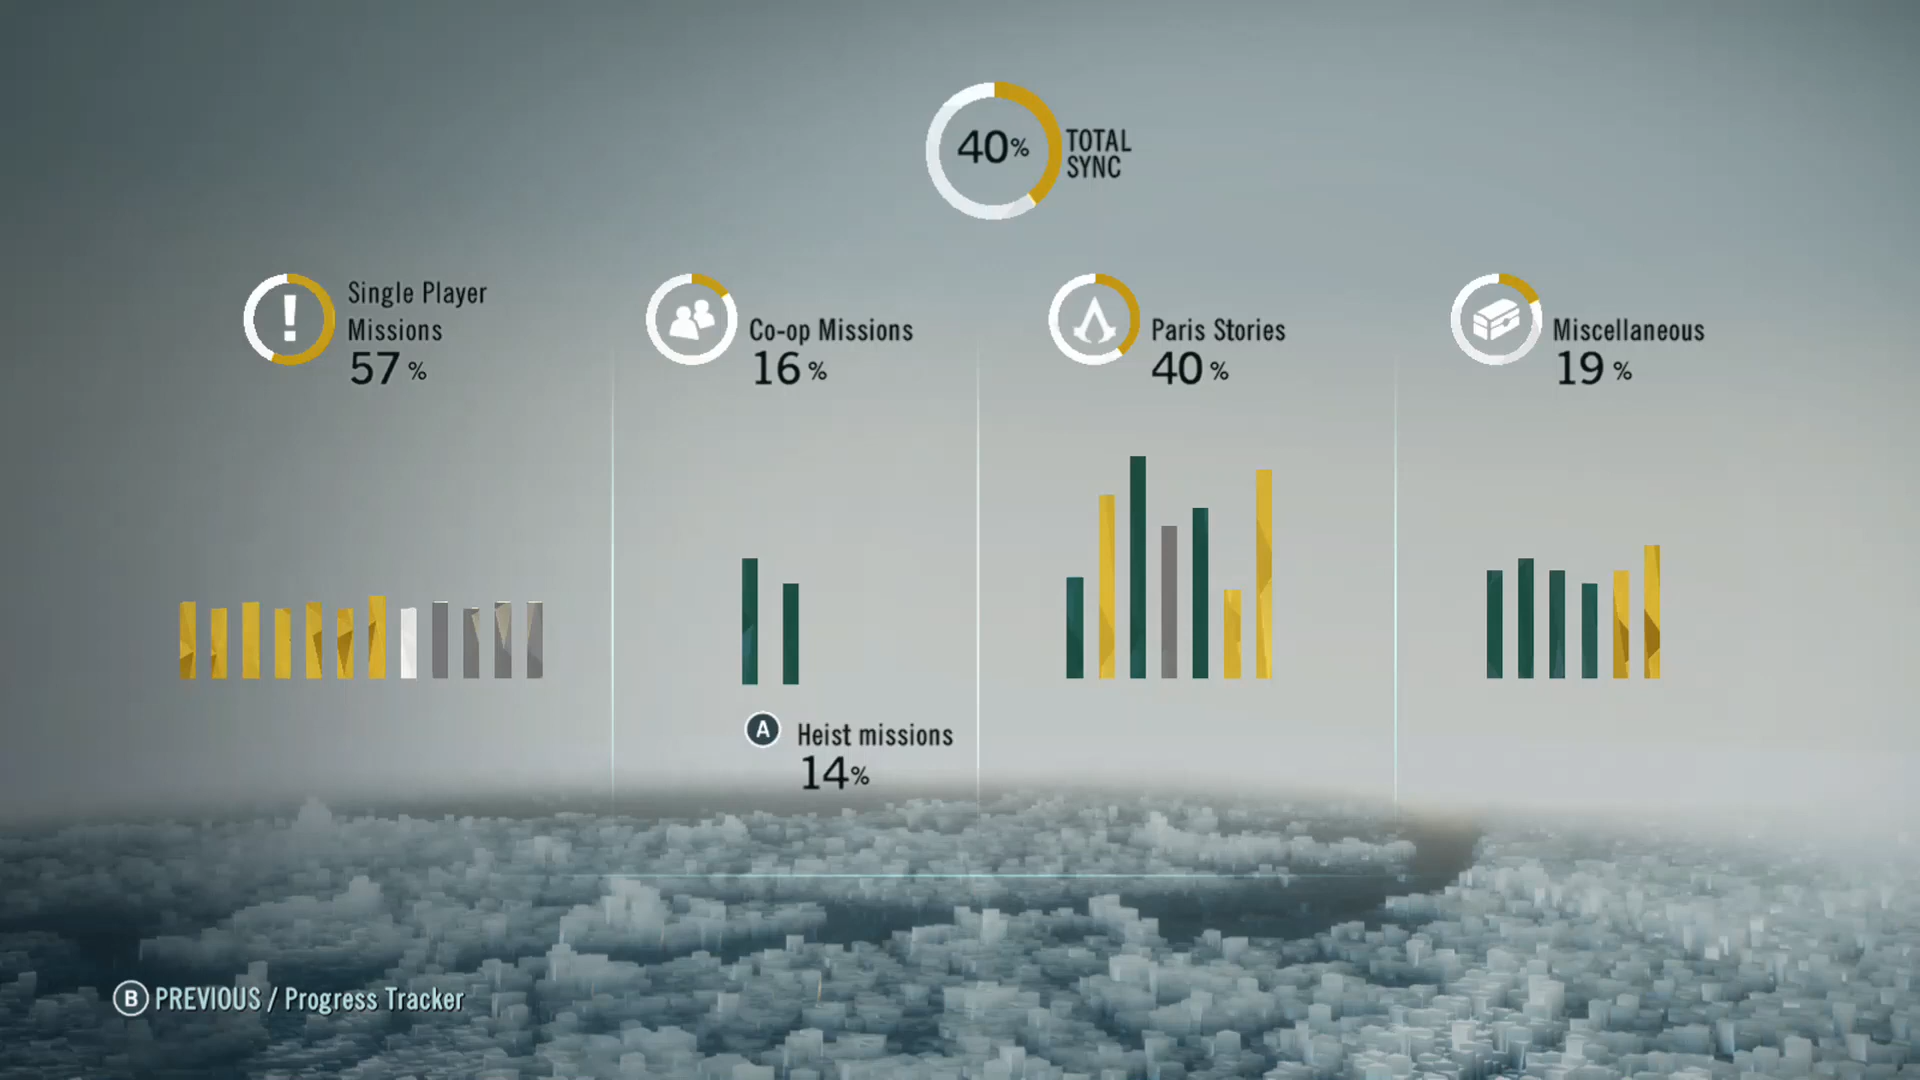 40%
TOTAL
SYNC
Single Player
Missions
57 %
Co-op Missions
16 %
Paris Stories
40 %
Miscellaneous
19 %
A Heist missions
14%
B PREVIOUS / Progress Tracker